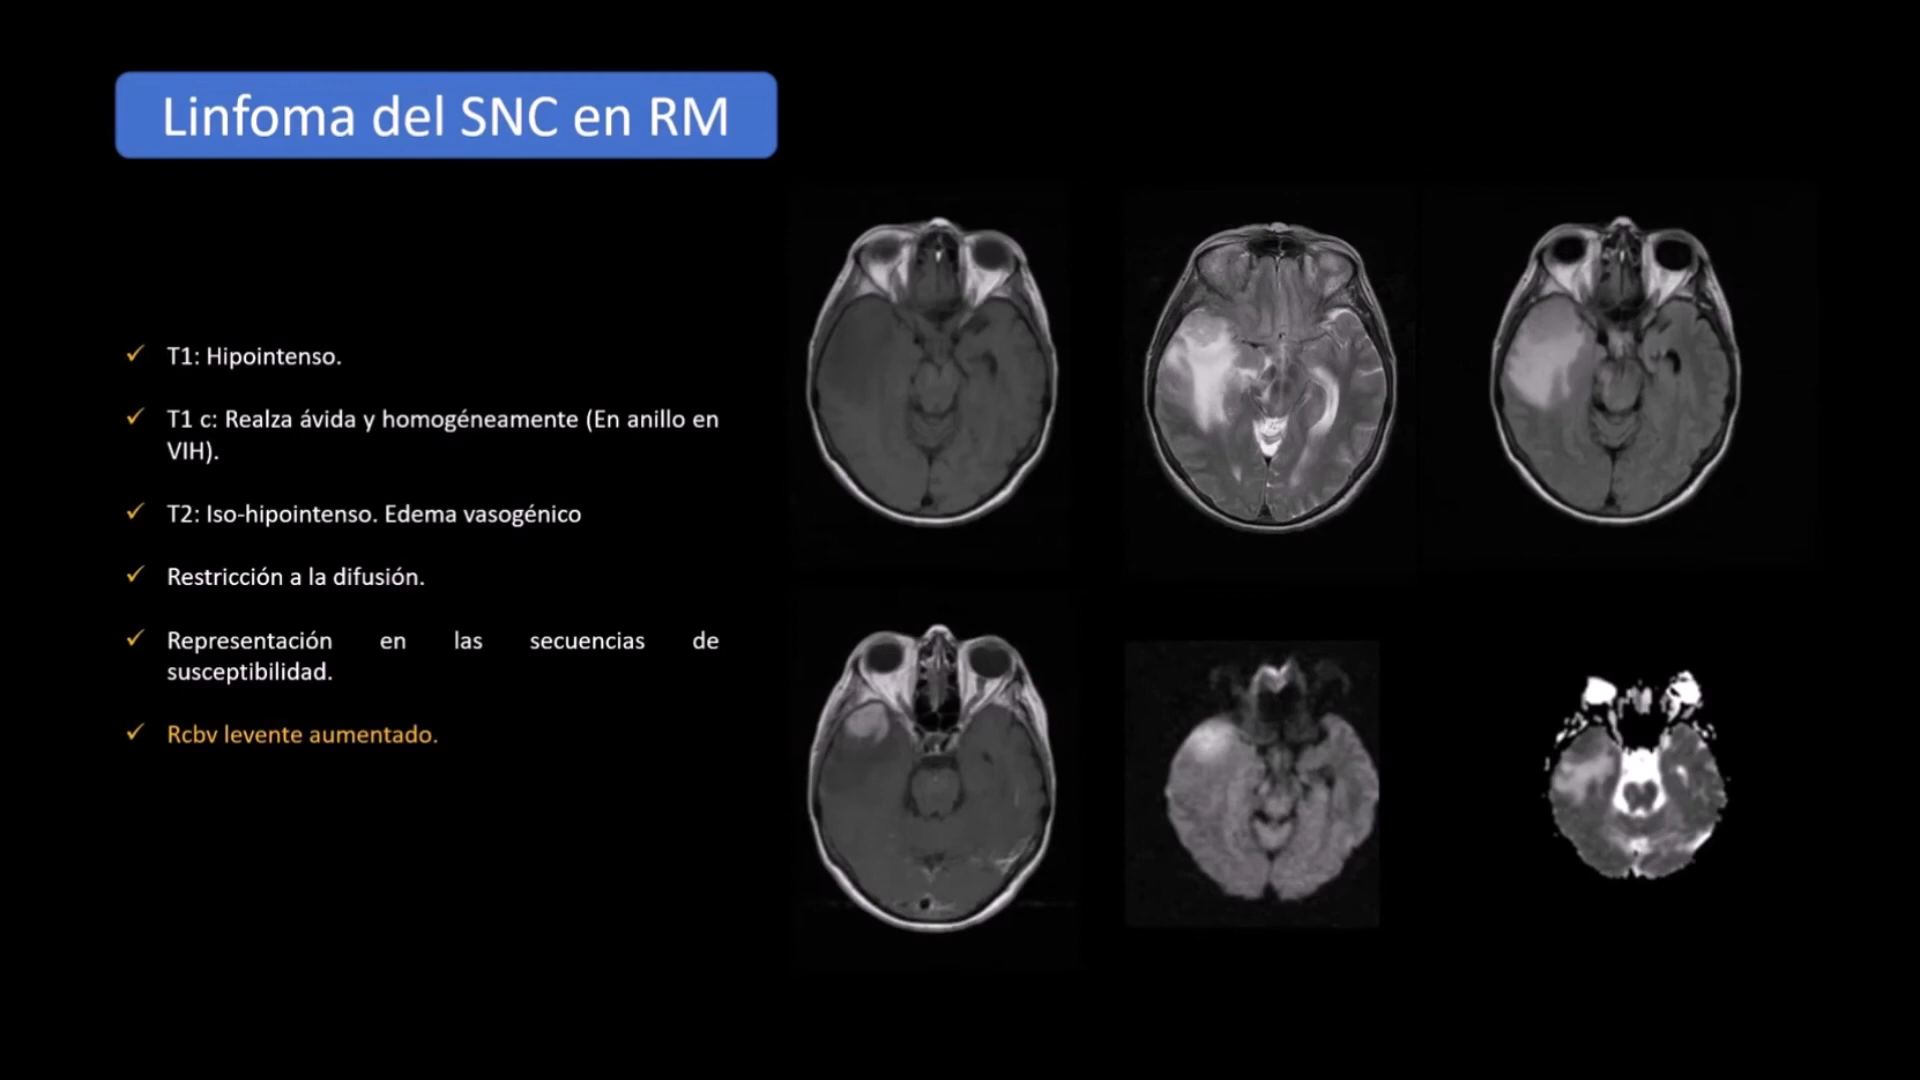 Linfoma del SNC en RM
T1: Hipointenso.
T1 c: Realza ávida y homogéneamente (En anillo en
VIH).
T2: Iso-hipointenso. Edema vasogénico
Restricción a la difusión.
Representación en las secuencias de
susceptibilidad.
Rcbv levente aumentado.